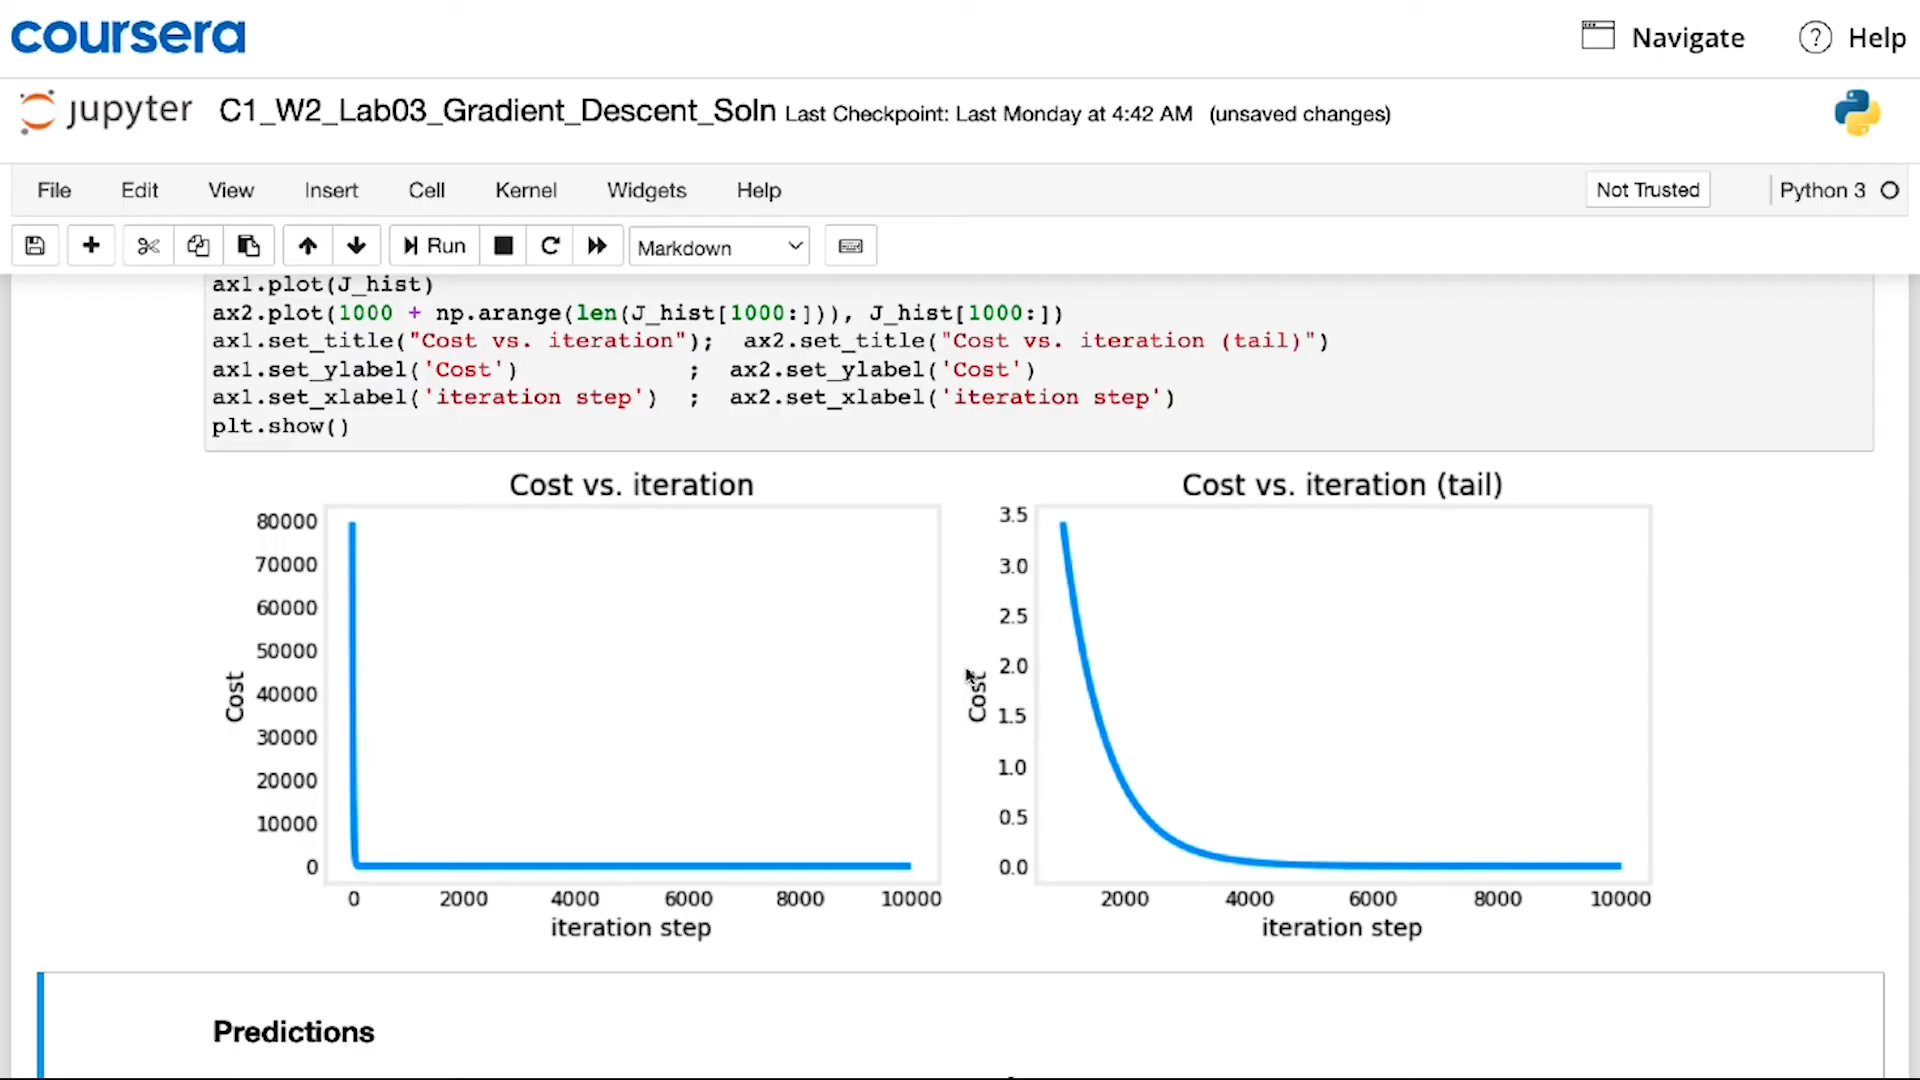 coursera
Navigate
Help
jupyter C1_W2_Lab03_Gradient_Descent_Soln Last Checkpoint: Last Monday at 4:42 AM (unsaved changes)
File Edit View Insert Cell Kernel Widgets Help
Not Trusted
Python 3
Run
Markdown
ax1.plot(J_hist)
ax2.plot(1000 + np.arange(len(J_hist[1000:])), J_hist[1000:])
ax1.set_title("Cost vs. iteration"); ax2.set_title("Cost vs. iteration (tail)")
ax1.set_ylabel('Cost') ; ax2.set_ylabel('Cost')
ax1.set_xlabel('iteration step') ; ax2.set_xlabel('iteration step')
plt.show()
Cost vs. iteration
80000
70000
60000
50000
40000
30000
20000
10000
0
Cost
0 2000 4000 6000 8000 10000
iteration step
Cost vs. iteration (tail)
3.5
3.0
2.5
2.0
1.5
1.0
0.5
0.0
Cost
2000 4000 6000 8000 10000
iteration step
Predictions